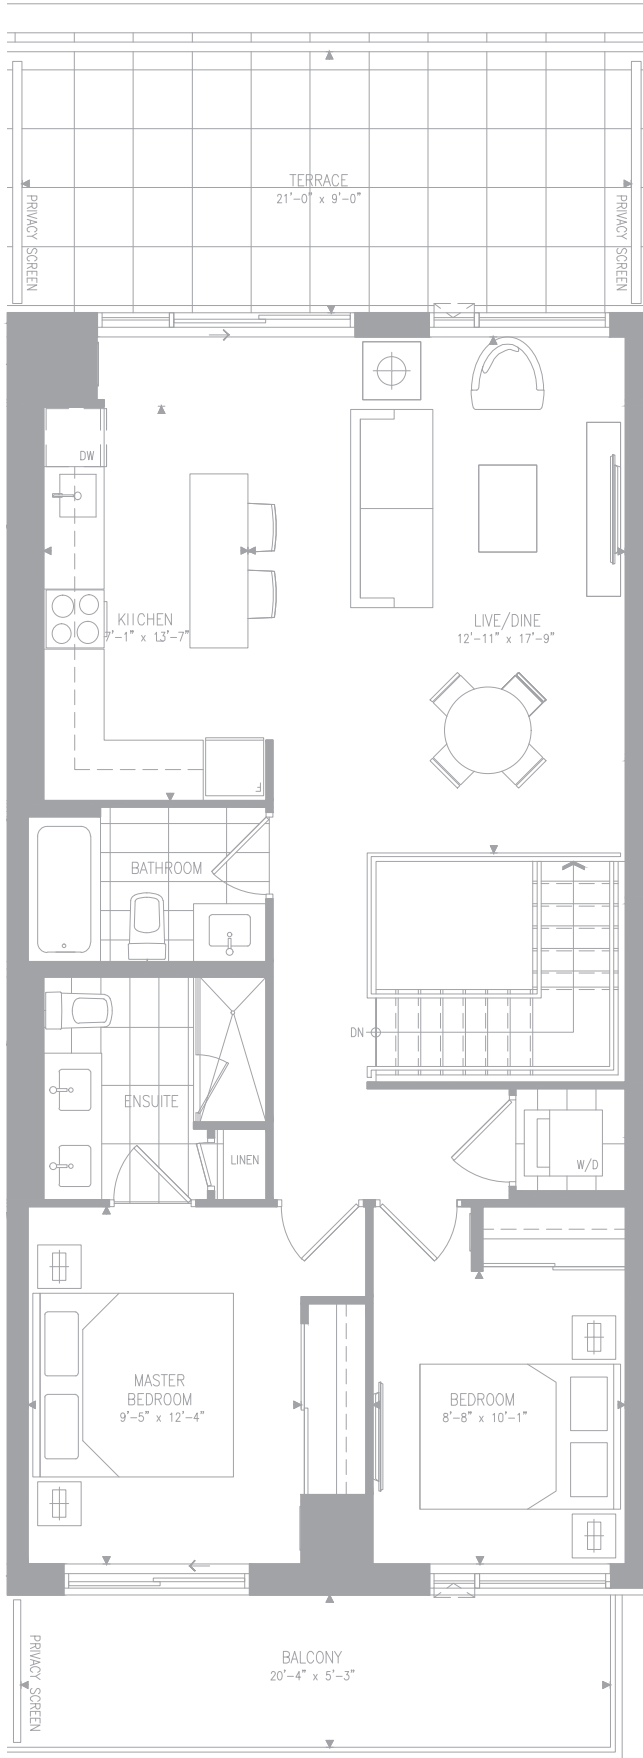 TERRACE
21'-0" x 9'-0"
PRIVACY SCREEN
PRIVACY SCREEN
DW
KITCHEN
7'-1" x 13'-7"
LIVE/DINE
12'-11" x 17'-9"
F
BATHROOM
DN
ENSUITE
LINEN
W/D
MASTER
BEDROOM
9'-5" x 12'-4"
BEDROOM
8'-8" x 10'-1"
BALCONY
20'-4" x 5'-3"
PRIVACY SCREEN